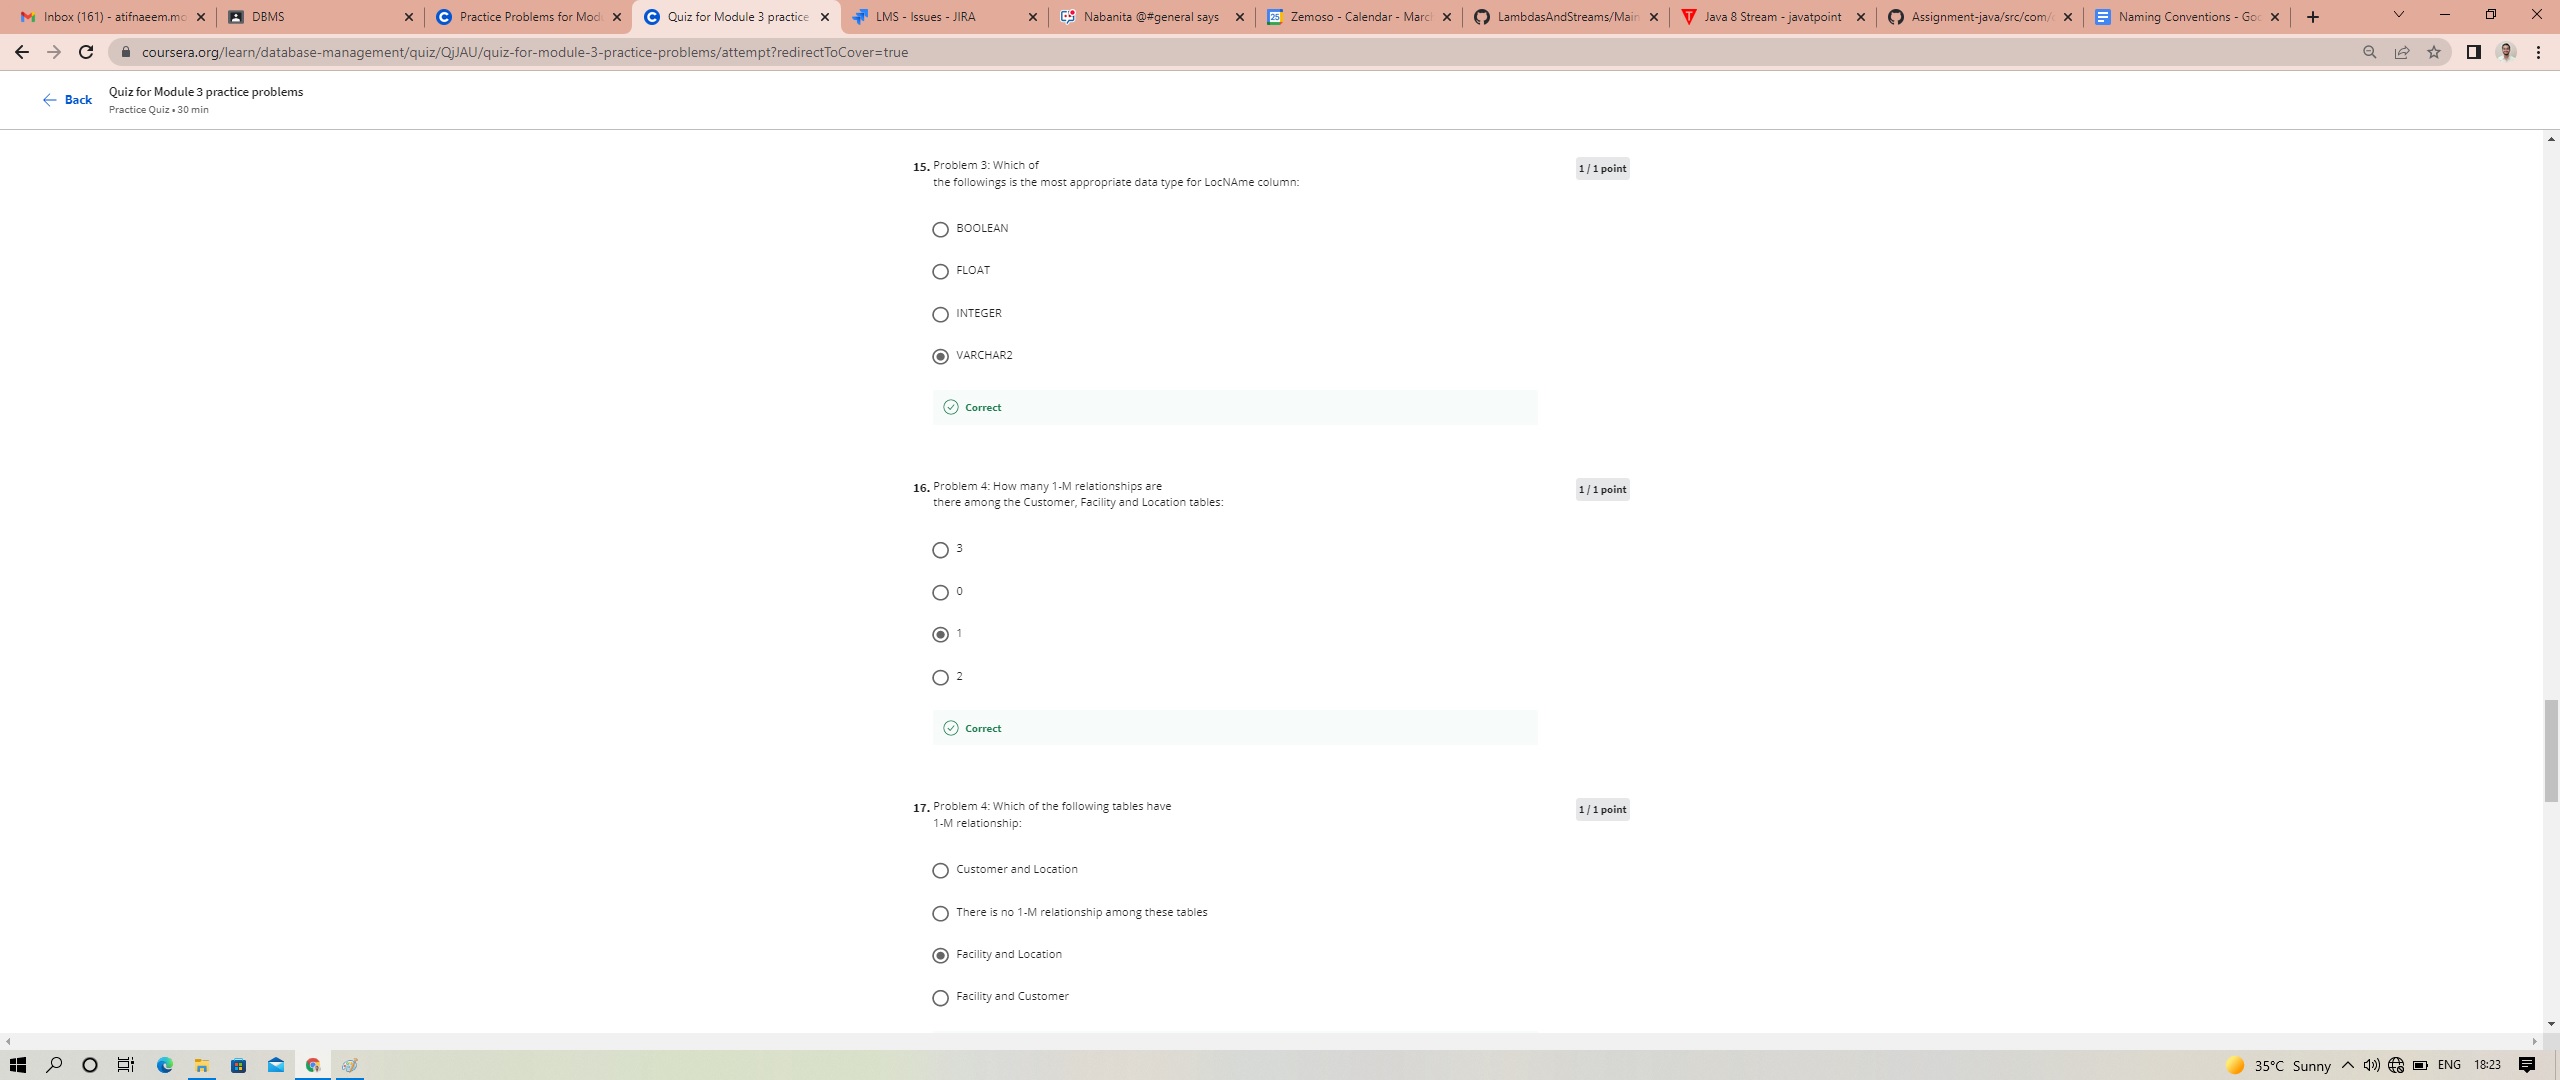 Inbox (161) - atifnaeem.mo
DBMS
Practice Problems for Modu
Quiz for Module 3 practice
LMS - Issues - JIRA
Nabanita @#general says
Zemoso - Calendar - March
LambdasAndStreams/Main
Java 8 Stream - javatpoint
Assignment-java/src/com/
Naming Conventions - Goo
coursera.org/learn/database-management/quiz/QjJAU/quiz-for-module-3-practice-problems/attempt?redirectToCover=true
Back
Quiz for Module 3 practice problems
Practice Quiz • 30 min
15. Problem 3: Which of
the followings is the most appropriate data type for LocNAme column:
1 / 1 point
BOOLEAN
FLOAT
INTEGER
VARCHAR2
Correct
16. Problem 4: How many 1-M relationships are
there among the Customer, Facility and Location tables:
1 / 1 point
3
0
1
2
Correct
17. Problem 4: Which of the following tables have
1-M relationship:
1 / 1 point
Customer and Location
There is no 1-M relationship among these tables
Facility and Location
Facility and Customer
35°C Sunny
ENG
18:23